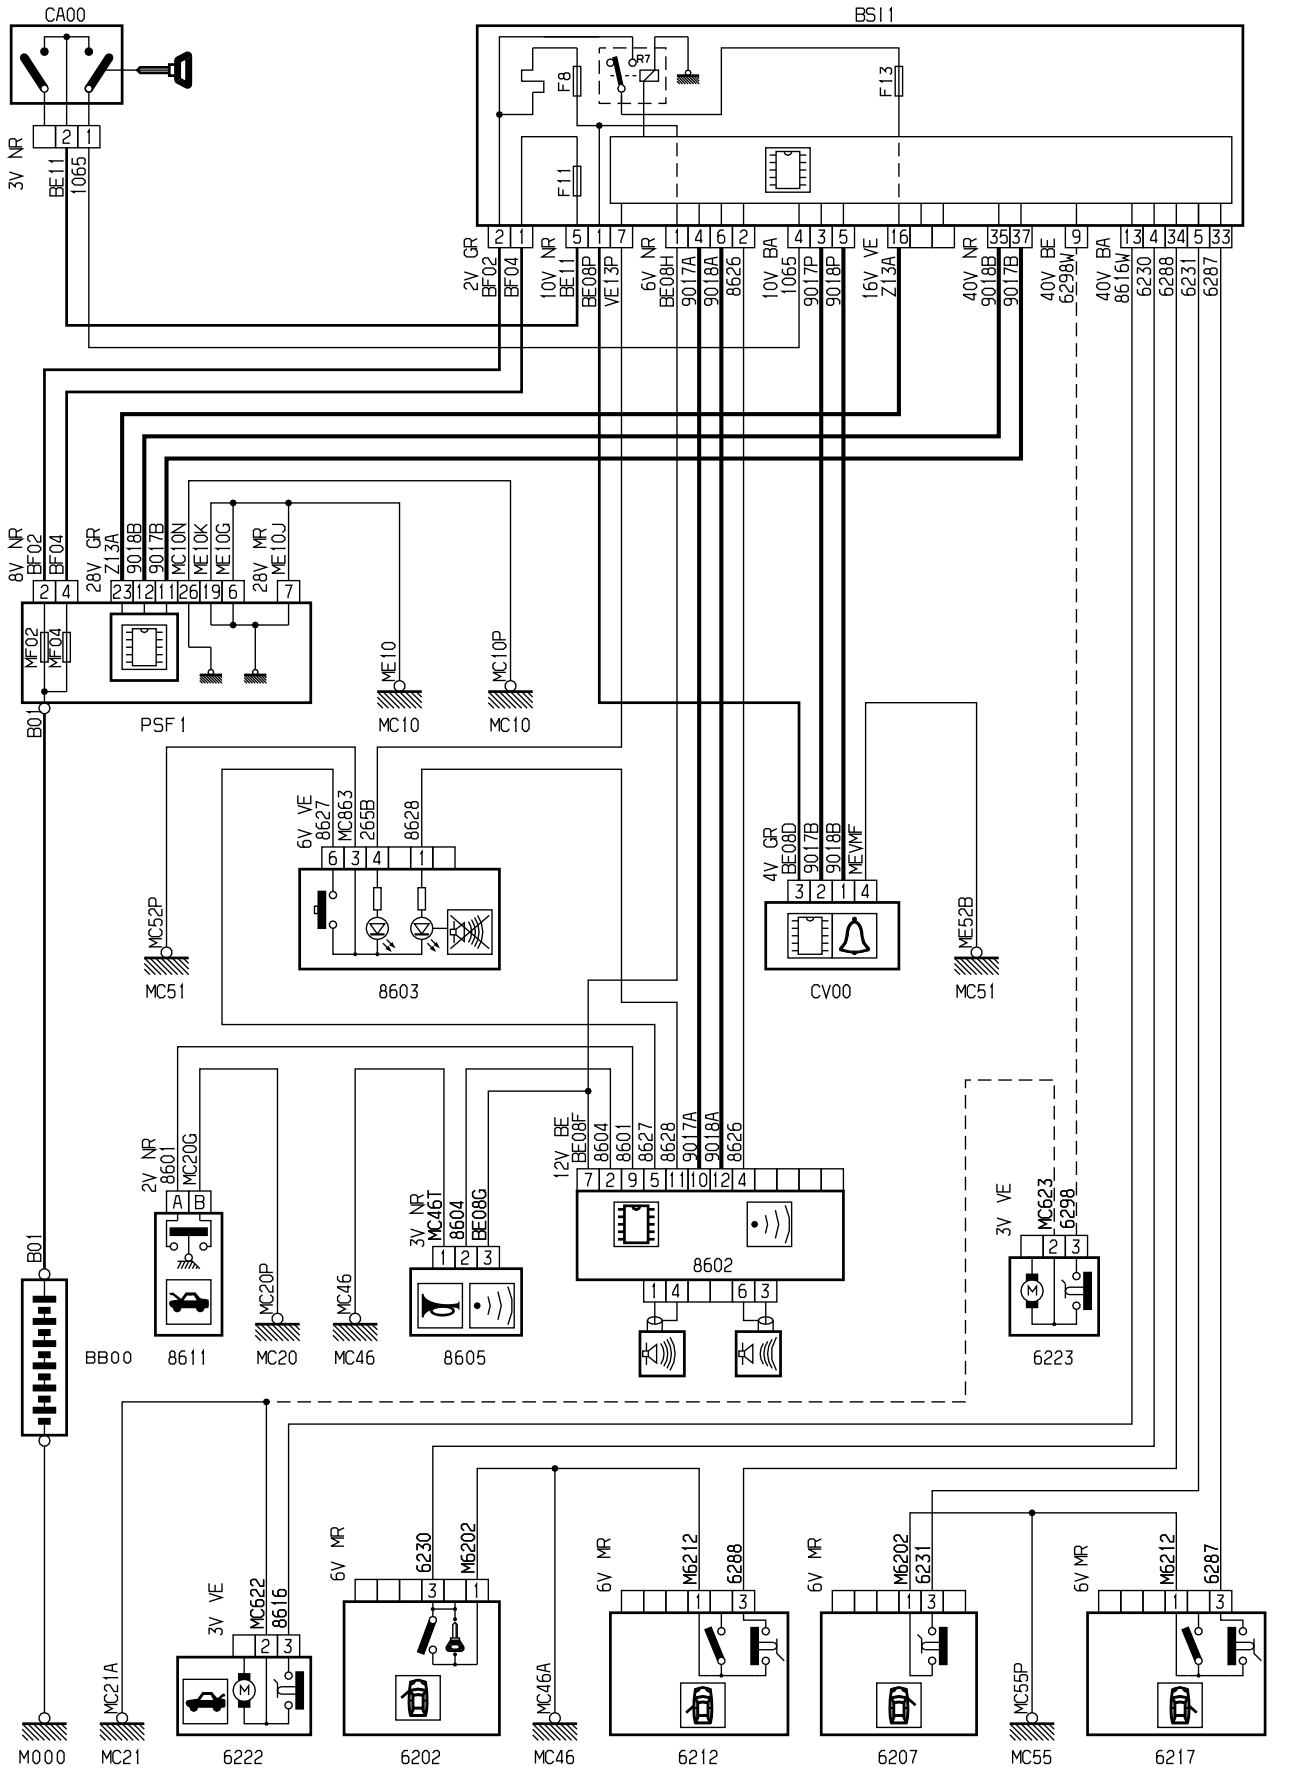 CA00
BSI1
R7
F8
F13
F11
2 1
3V NR
BE11
1065
2 1 5 1 7 1 4 6 2 4 3 5 16 35 37 9 13 4 34 5 33
2V GR
BF02
BF04
10V NR
BE11
BE08P
VE13P
6V NR
BE08H
9017A
9018A
8626
10V BA
1065
9017P
9018P
16V VE
Z13A
40V NR
9018B
9017B
40V BE
6298W
40V BA
8616W
6230
6288
6231
6287
8V NR
BF02
BF04
28V GR
Z13A
9018B
9017B
MC10N
ME10K
ME10G
28V MR
ME10J
2 4 23 12 11 26 19 6 7
MF02
MF04
ME10
MC10P
B01
PSF1
MC10
MC10
6V VE
8627
MC863
265B
8628
6 3 4 1
4V GR
BE08D
9017B
9018B
MEVMF
3 2 1 4
MC52P
ME52B
MC51
8603
CV00
MC51
2V NR
8601
MC20G
A B
3V NR
MC46T
8604
BE08G
1 2 3
12V BE
BE08F
8604
8601
8627
8628
9017A
9018A
8626
7 2 9 5 11 10 12 4
8602
1 4 6 3
3V VE
MC623
6298
2 3
M
B01
MC20P
MC46
BB00
8611
MC20
MC46
8605
6223
3V VE
MC622
8616
2 3
M
6V MR
6230
M6202
3 1
6V MR
M6212
6288
1 3
6V MR
M6202
6231
1 3
6V MR
M6212
6287
1 3
MC21A
MC46A
MC55P
M000
MC21
6222
6202
MC46
6212
6207
MC55
6217